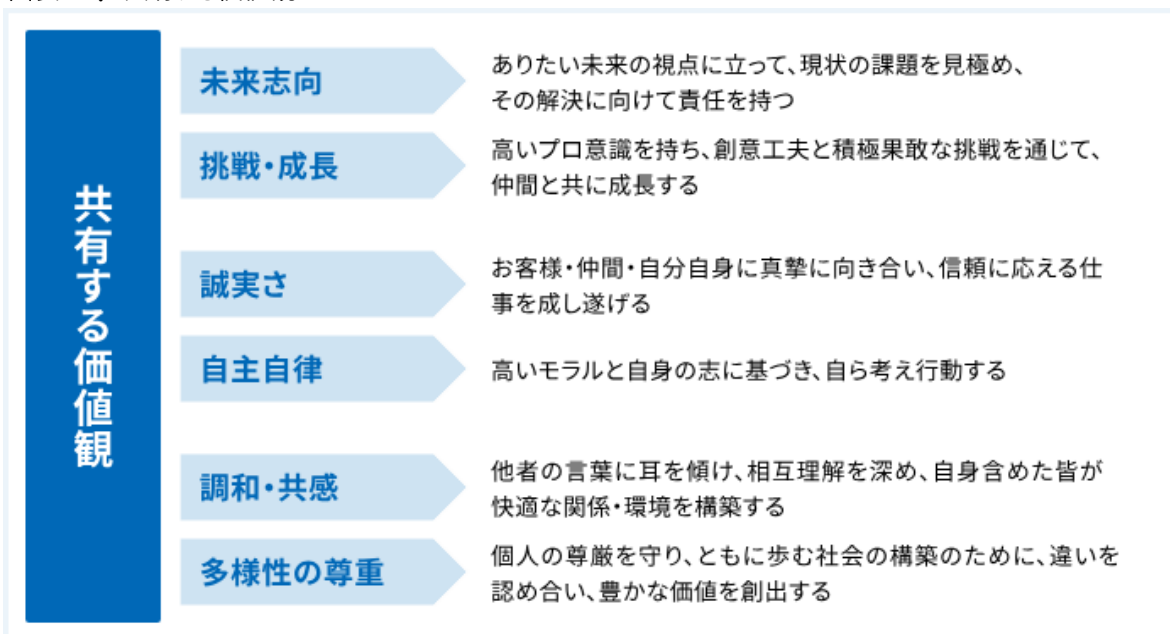 共有する価値観
未来志向
ありたい未来の視点に立って、現状の課題を見極め、
その解決に向けて責任を持つ
挑戦・成長
高いプロ意識を持ち、創意工夫と積極果敢な挑戦を通じて、
仲間と共に成長する
誠実さ
お客様・仲間・自分自身に真摯に向き合い、信頼に応える仕
事を成し遂げる
自主自律
高いモラルと自身の志に基づき、自ら考え行動する
調和・共感
他者の言葉に耳を傾け、相互理解を深め、自身含めた皆が
快適な関係・環境を構築する
多様性の尊重
個人の尊厳を守り、ともに歩む社会の構築のために、違いを
認め合い、豊かな価値を創出する